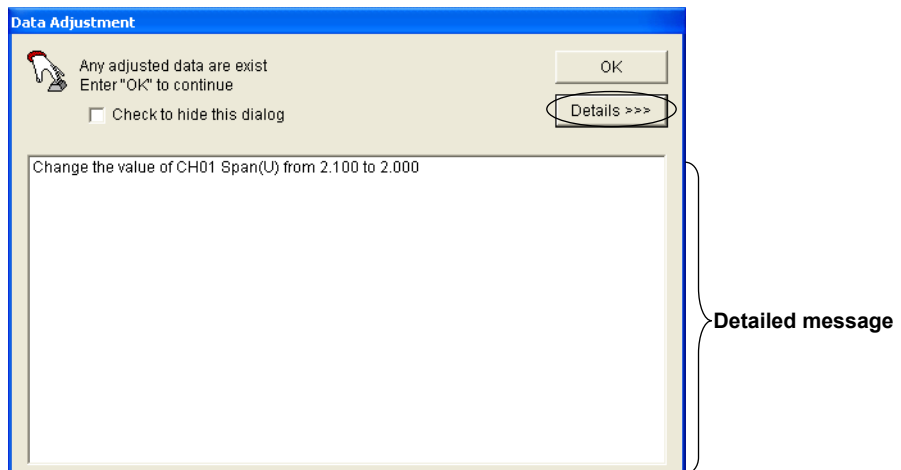 Data Adjustment
Any adjusted data are exist
Enter "OK" to continue
Check to hide this dialog
OK
Details >>>
Change the value of CH01 Span(U) from 2.100 to 2.000
Detailed message